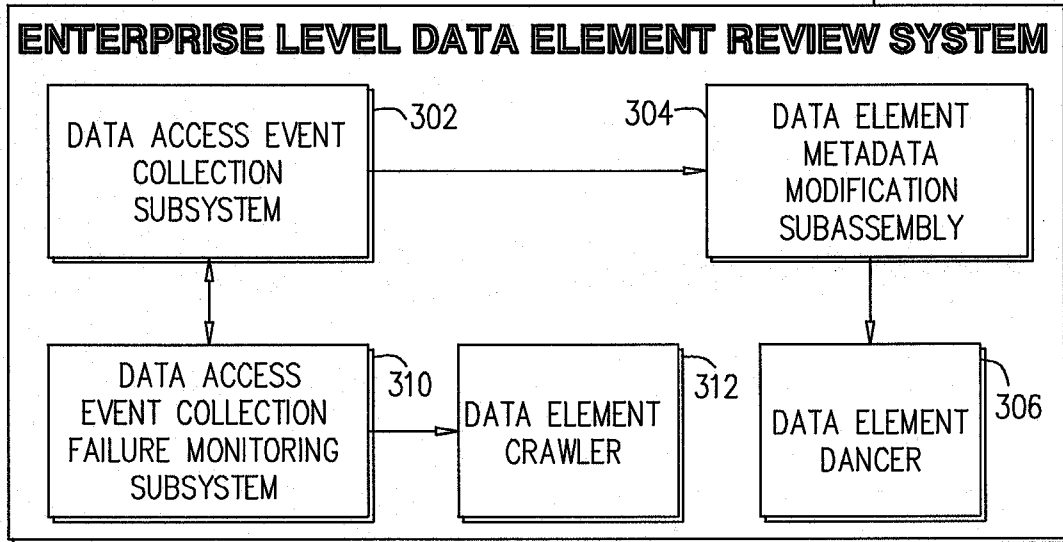 ENTERPRISE LEVEL DATA ELEMENT REVIEW SYSTEM
DATA ACCESS EVENT
COLLECTION
SUBSYSTEM
302
304
DATA ELEMENT
METADATA
MODIFICATION
SUBASSEMBLY
DATA ACCESS
EVENT COLLECTION
FAILURE MONITORING
SUBSYSTEM
310
DATA ELEMENT
CRAWLER
312
DATA ELEMENT
DANCER
306